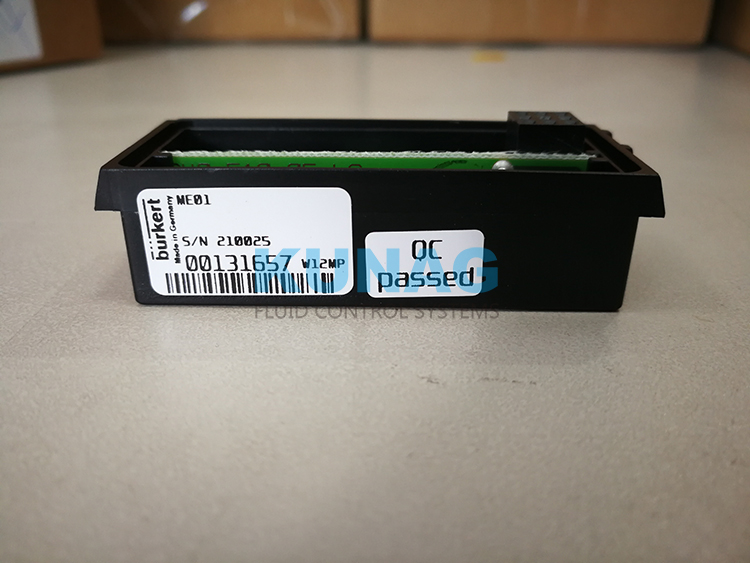 bürkert
Made in Germany
ME01
S/N 210025
00131657 W12MP
QC
passed
KUNAG
FLUID CONTROL SYSTEMS